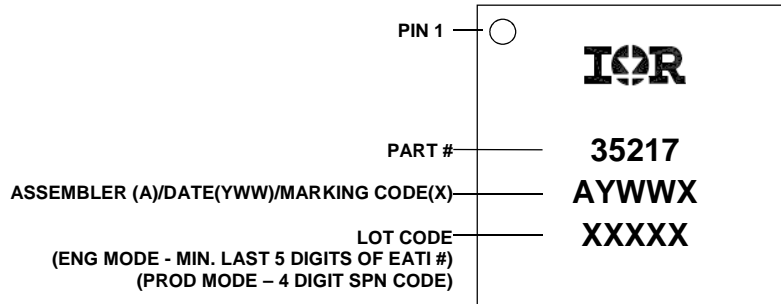 PIN 1
IOR
PART #
35217
ASSEMBLER (A)/DATE(YWW)/MARKING CODE(X)
AYWWX
LOT CODE
XXXXX
(ENG MODE - MIN. LAST 5 DIGITS OF EATI #)
(PROD MODE – 4 DIGIT SPN CODE)